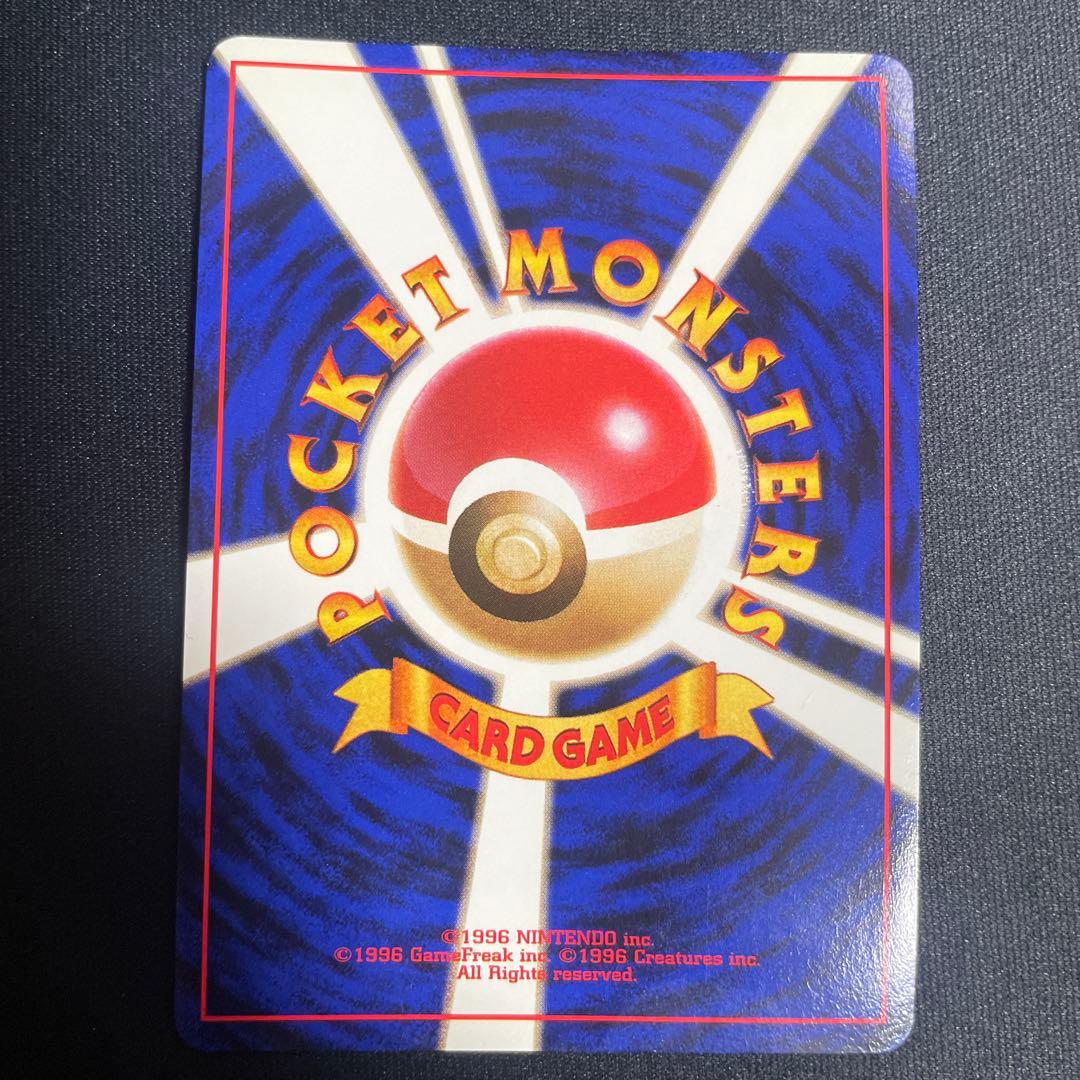 POCKET MONSTERS
CARD GAME
©1996 NINTENDO inc.
©1996 GameFreak inc. ©1996 Creatures inc.
All Rights reserved.